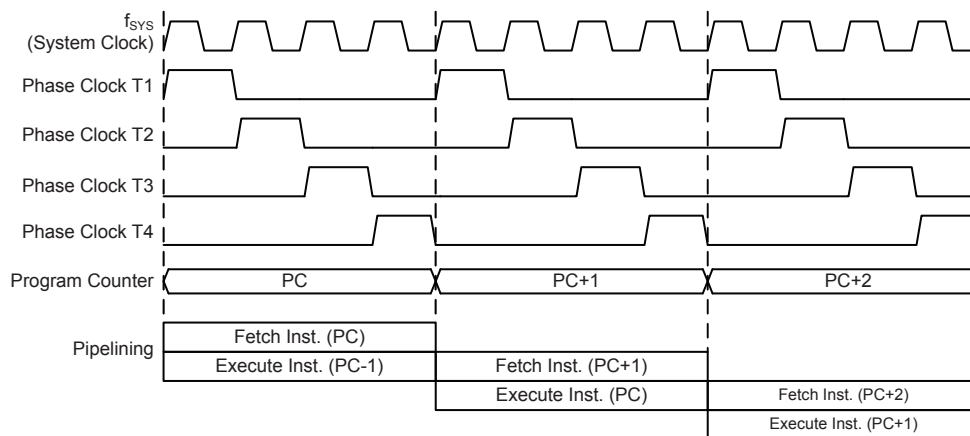 fSYS
(System Clock)
Phase Clock T1
Phase Clock T2
Phase Clock T3
Phase Clock T4
Program Counter PC PC+1 PC+2
Pipelining
Fetch Inst. (PC)
Execute Inst. (PC-1) Fetch Inst. (PC+1)
Execute Inst. (PC) Fetch Inst. (PC+2)
Execute Inst. (PC+1)